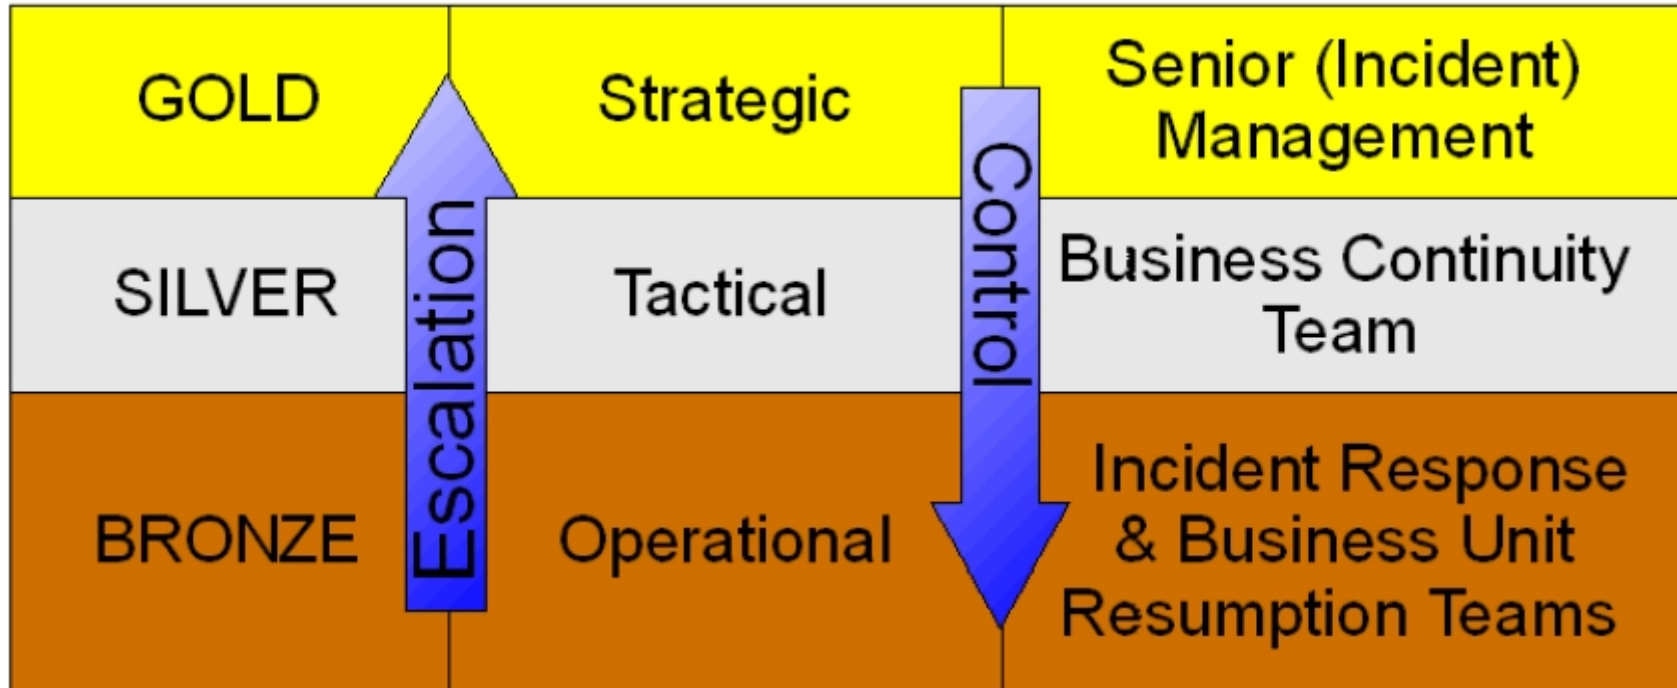 GOLD
Strategic
Senior (Incident)
Management
SILVER
Tactical
Business Continuity
Team
BRONZE
Operational
Incident Response
& Business Unit
Resumption Teams
Escalation
Control